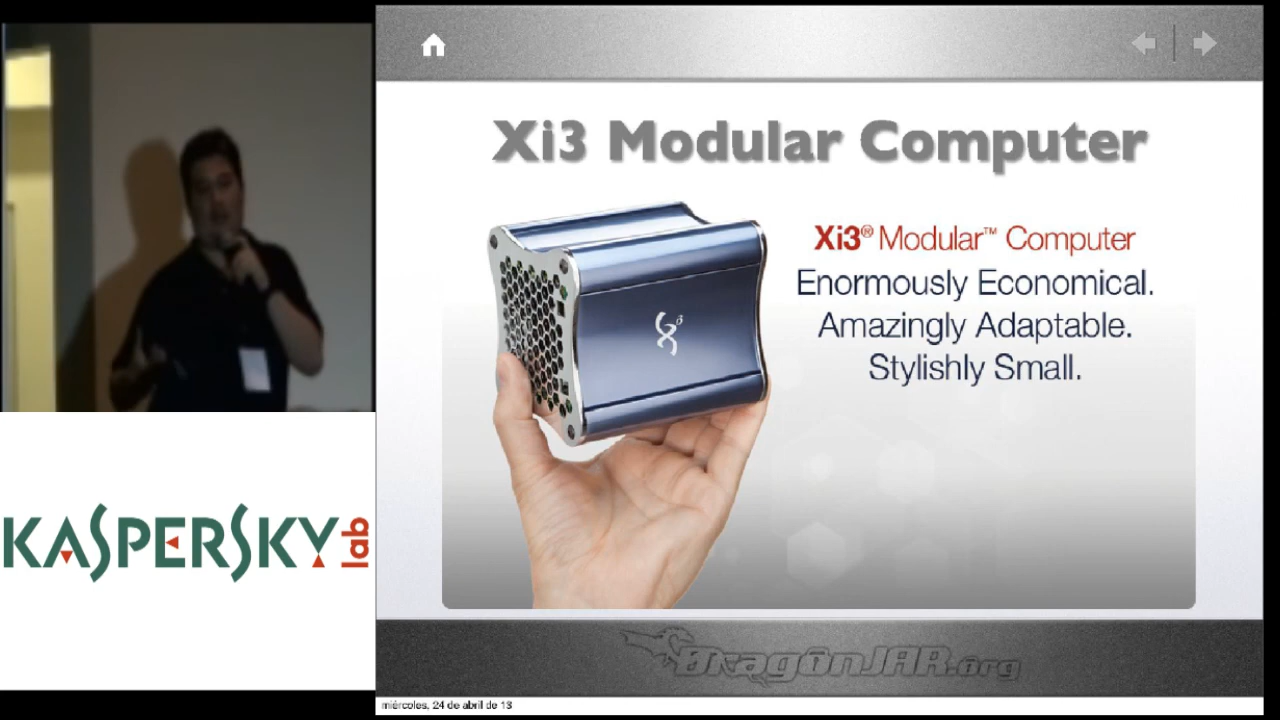 Xi3 Modular Computer
Xi3® Modular™ Computer
Enormously Economical.
Amazingly Adaptable.
Stylishly Small.
KASPERSKY lab
DragonJAR.org
miércoles, 24 de abril de 13